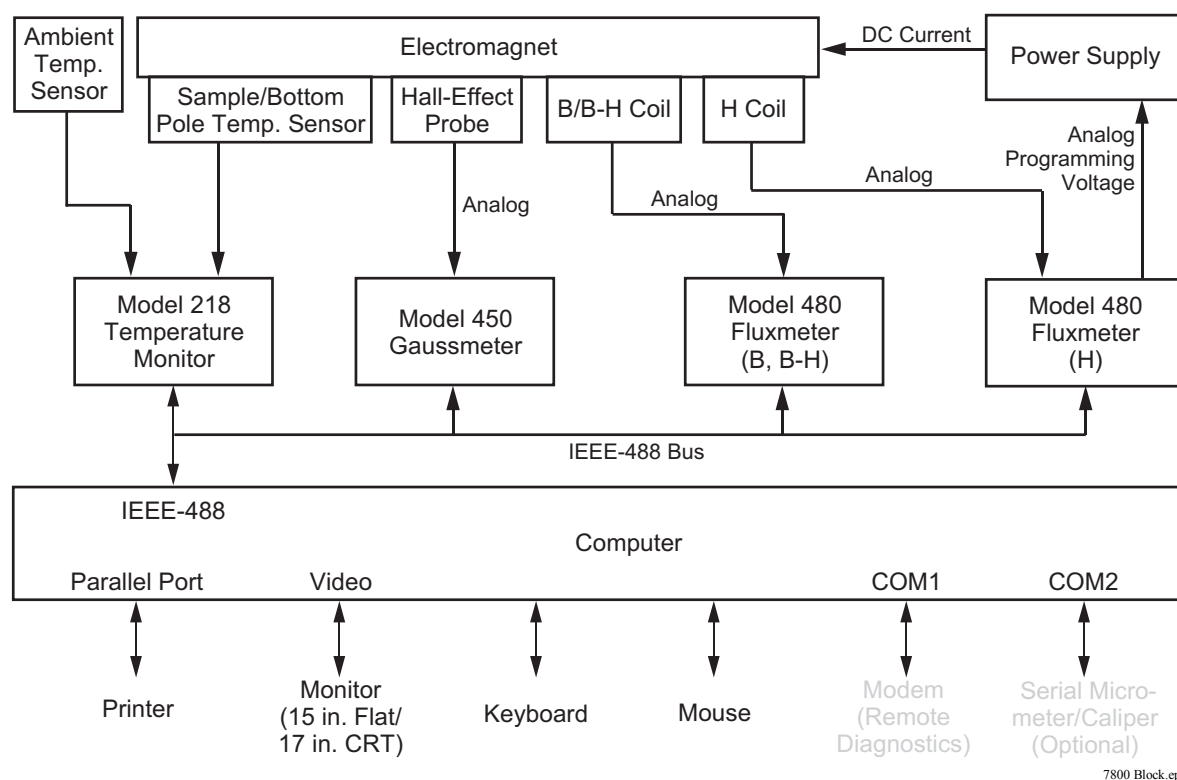 Ambient
Temp.
Sensor
Electromagnet
DC Current
Power Supply
Sample/Bottom
Pole Temp. Sensor
Hall-Effect
Probe
B/B-H Coil
H Coil
Analog
Programming
Voltage
Analog
Analog
Analog
Model 218
Temperature
Monitor
Model 450
Gaussmeter
Model 480
Fluxmeter
(B, B-H)
Model 480
Fluxmeter
(H)
IEEE-488 Bus
IEEE-488
Computer
Parallel Port
Video
COM1
COM2
Printer
Monitor
(15 in. Flat/
17 in. CRT)
Keyboard
Mouse
Modem
(Remote
Diagnostics)
Serial Micro-
meter/Caliper
(Optional)